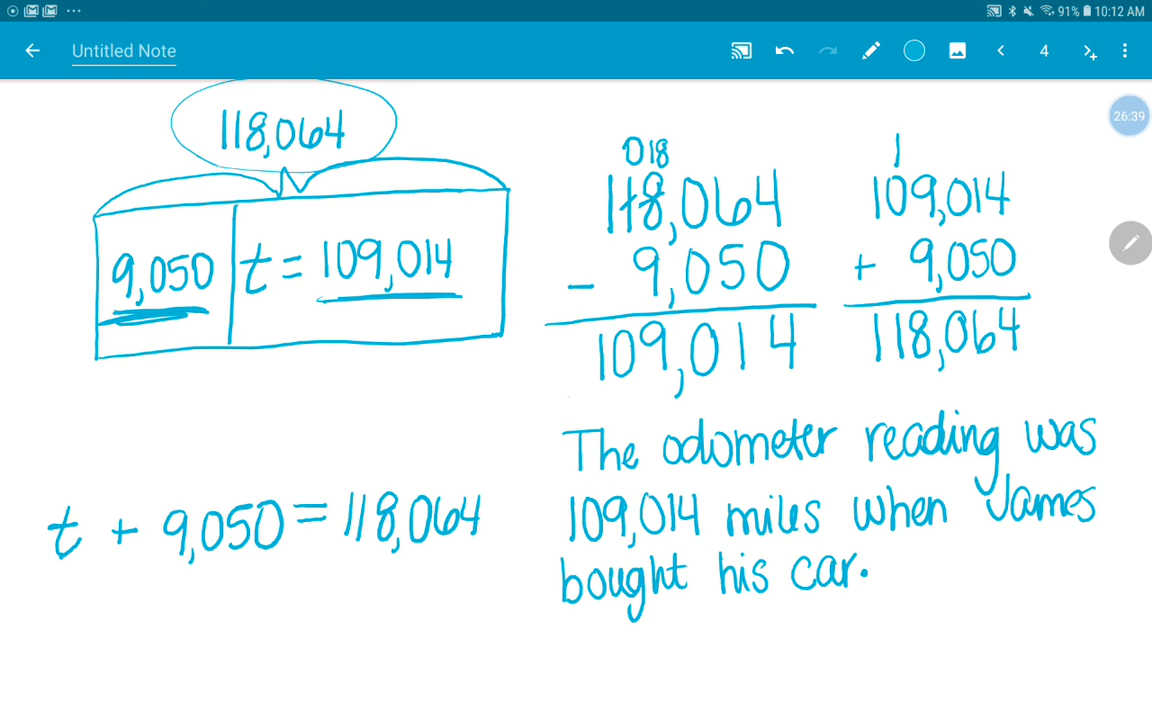 91% 10:12 AM
Untitled Note
4
26:39
118,064
9,050 t = 109,014
t + 9,050 = 118,064
0 18
118,064
- 9,050
109,014
1
109,014
+ 9,050
118,064
The odometer reading was
109,014 miles when James
bought his car.